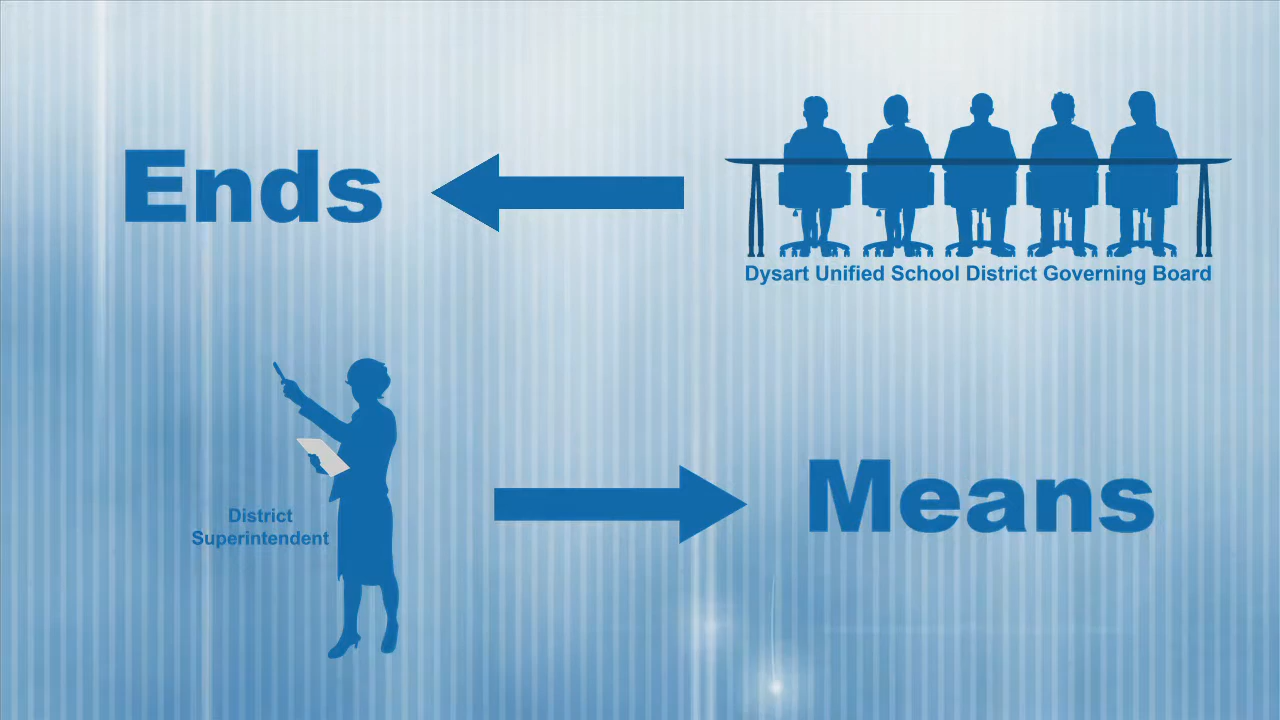 Ends
Dysart Unified School District Governing Board
District
Superintendent
Means